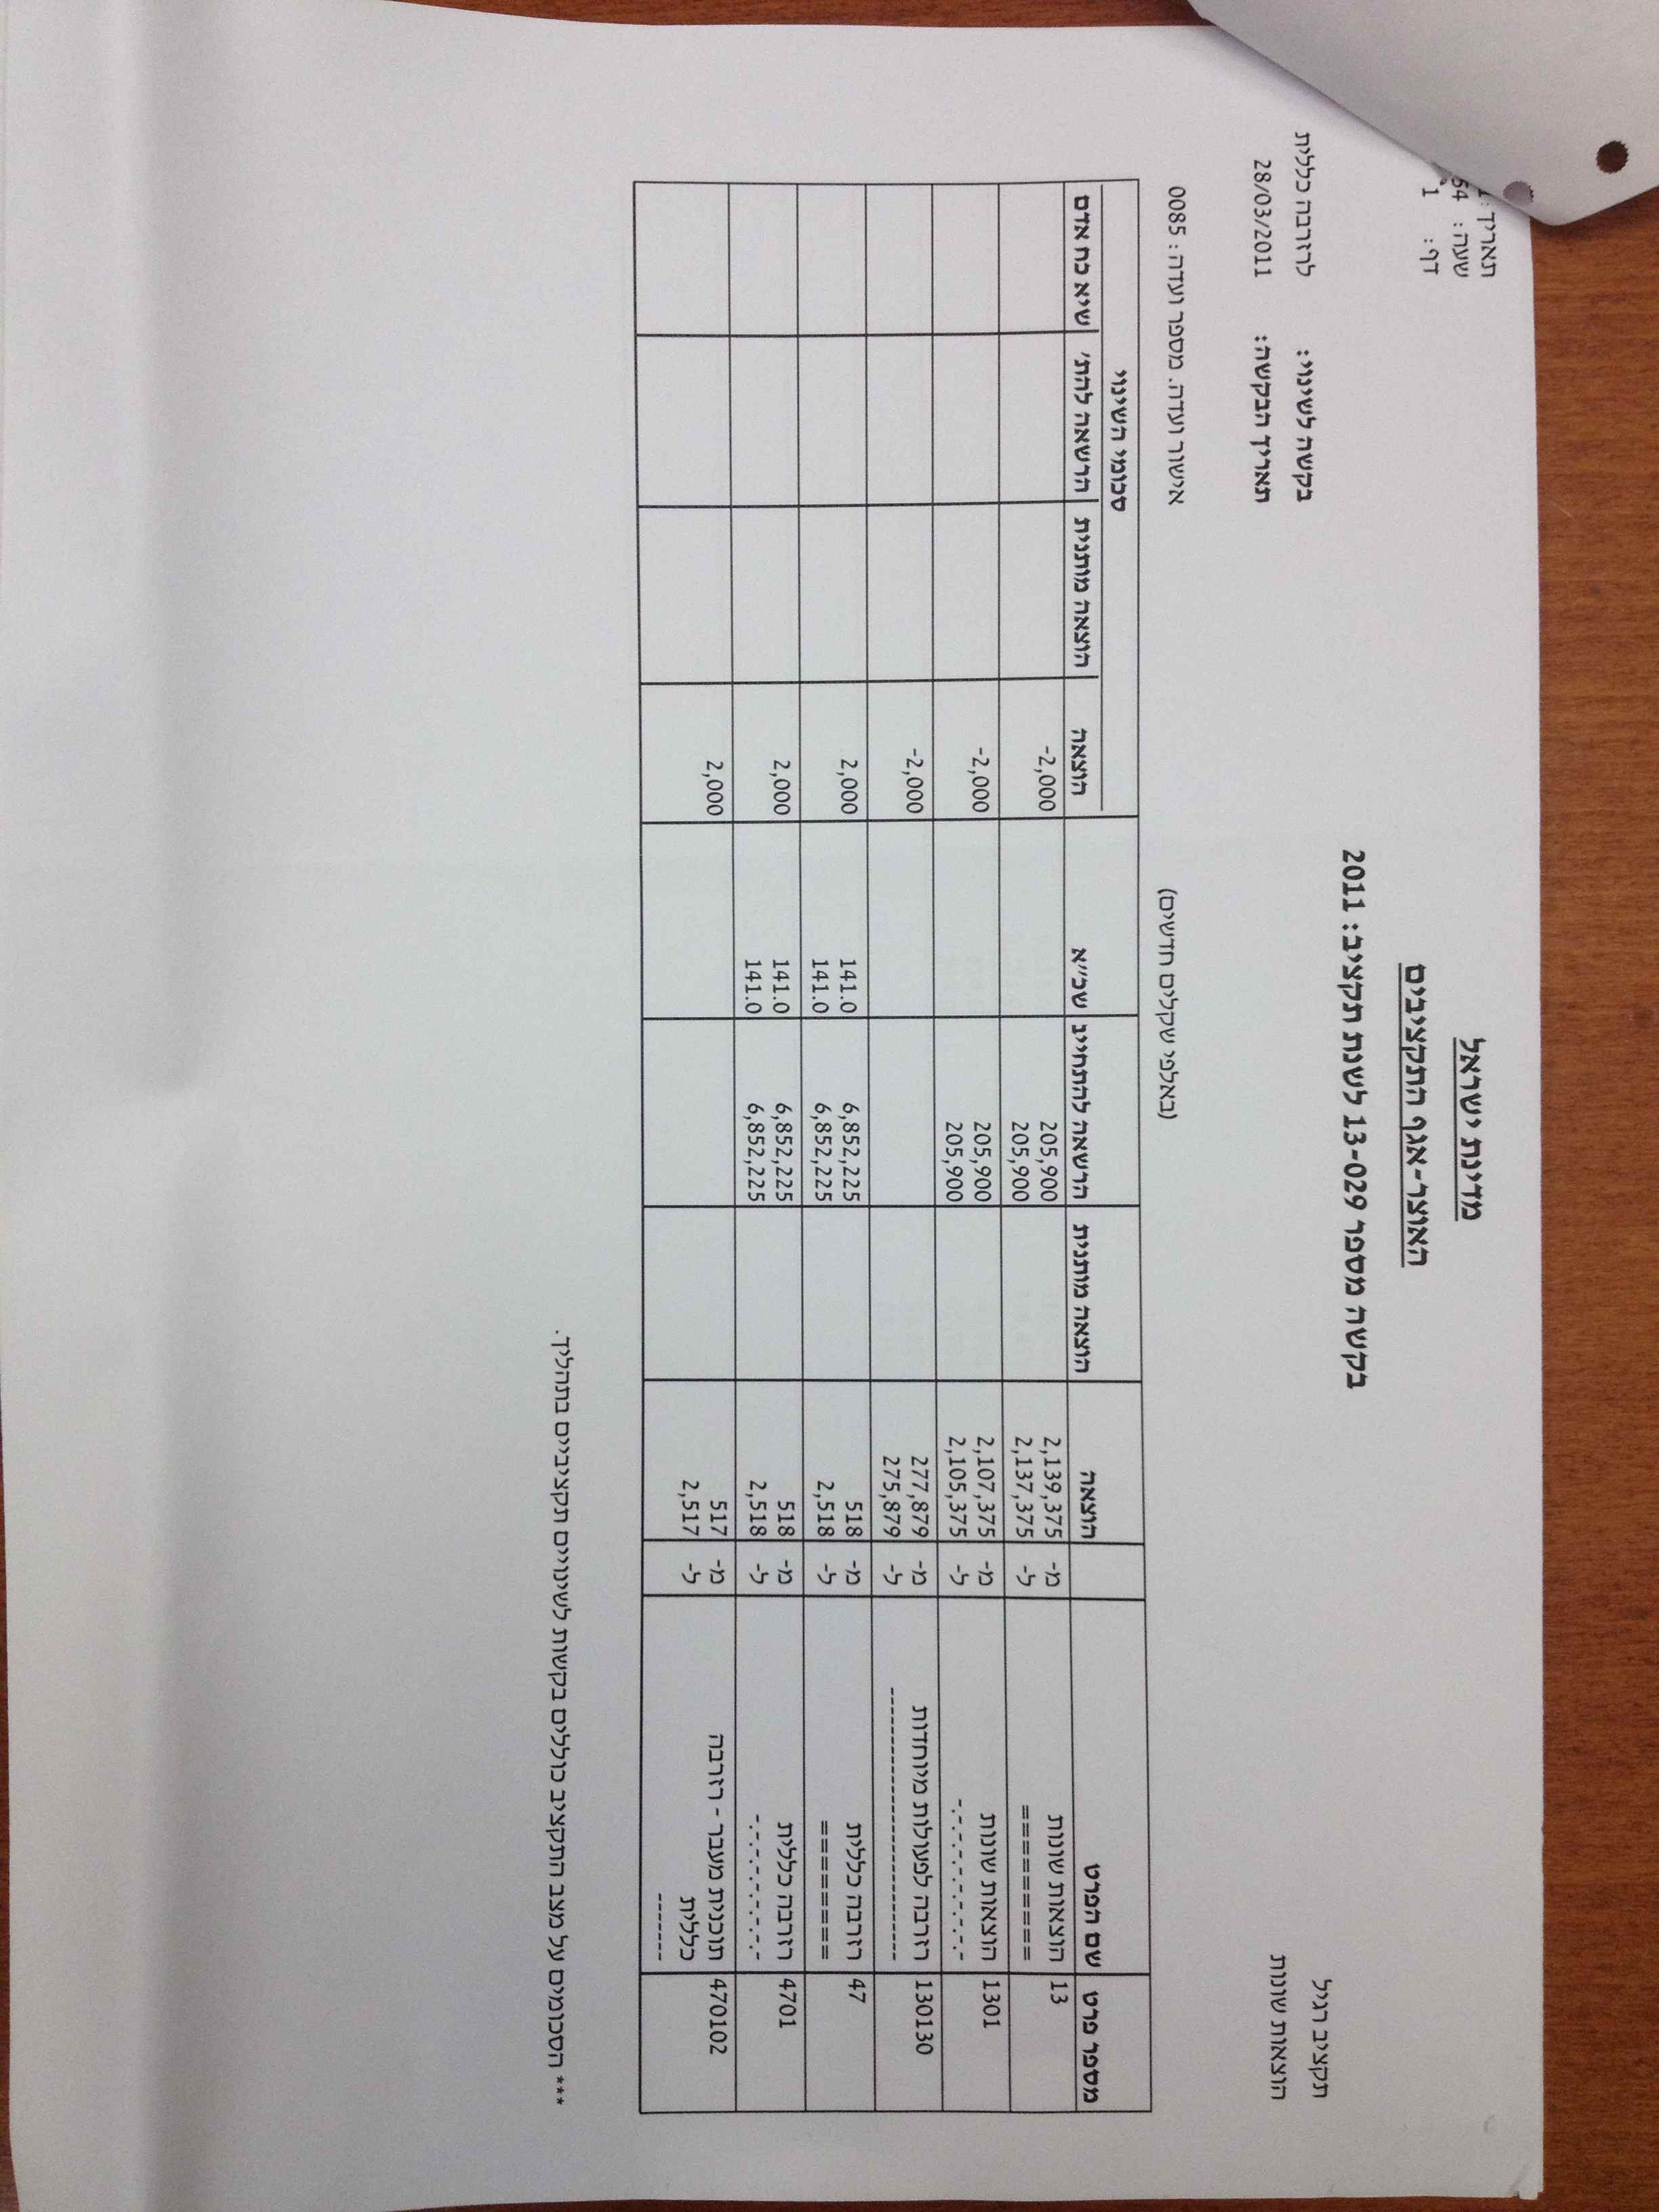 תאריך:
שעה: 54
דף: 1
מדינת ישראל
האוצר-אגף התקציבים
בקשה מספר 13-029 לשנת תקציב: 2011
תקציב רגיל
בקשה לשינוי: לרזרבה כללית
הוצאות שונות
תאריך הבקשה: 28/03/2011
(באלפי שקלים חדשים)
אישור ועדה. מספר ועדה: 0085
סכומי השינוי
מספר פרט שם הפרט הוצאה הוצאה מותנית הרשאה להתחייב שכ"א הוצאה הוצאה מותנית הרשאה להת' שיא כח אדם
13 הוצאות שונות מ- 2,139,375 205,900 -2,000
========= ל- 2,137,375 205,900
1301 הוצאות שונות מ- 2,107,375 205,900 -2,000
-.-.-.-.-.-.-.-.- ל- 2,105,375 205,900
130130 רזרבה לפעולות מיוחדות מ- 277,879 -2,000
--------------------------- ל- 275,879
47 רזרבה כללית מ- 518 6,852,225 141.0 2,000
======== ל- 2,518 6,852,225 141.0
4701 רזרבה כללית מ- 518 6,852,225 141.0 2,000
-.-.-.-.-.-.-.-.- ל- 2,518 6,852,225 141.0
470102 תוכנית מעבר - רזרבה מ- 517 2,000
כללית ל- 2,517
-------
*** הסכומים על מצב התקציב כוללים בקשות לשינויים תקציביים בתהליך.